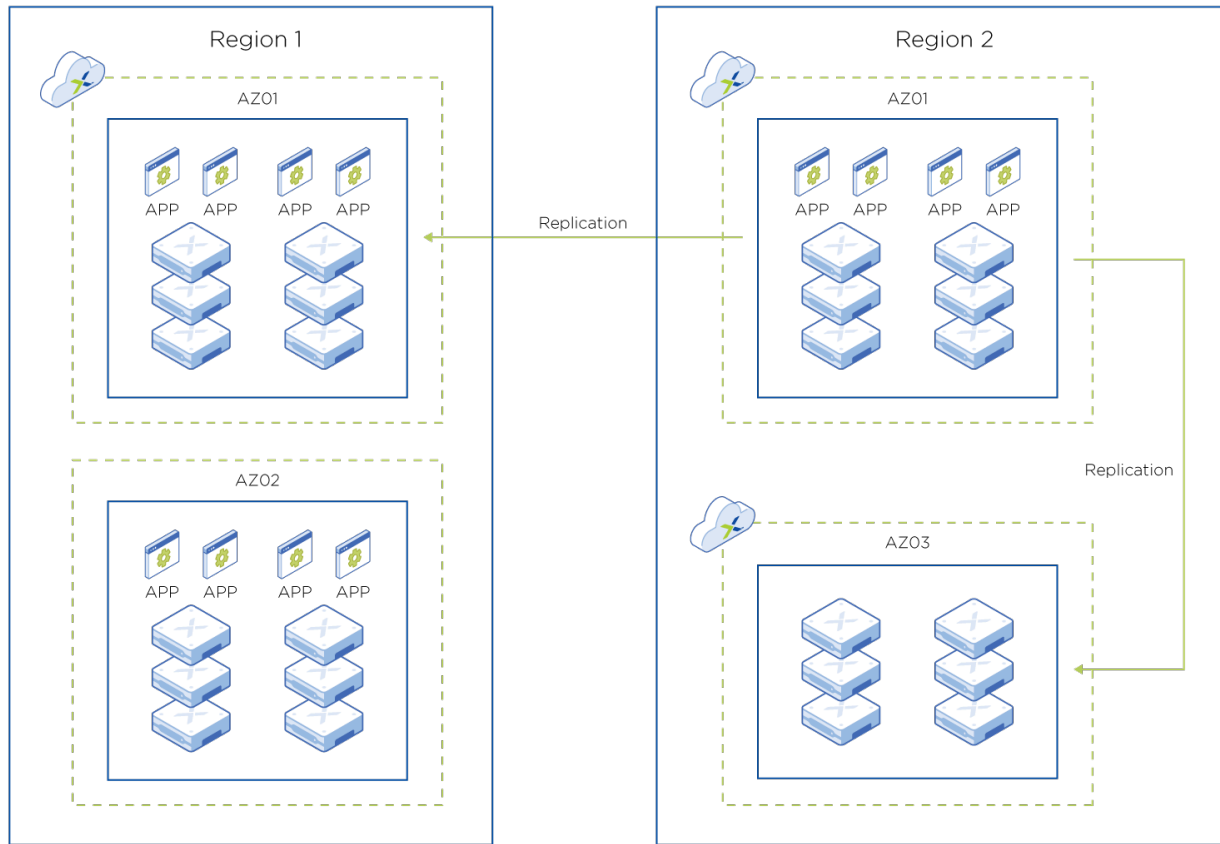 Region 1
Region 2
AZ01
AZ01
APP APP APP APP
APP APP APP APP
Replication
AZ02
Replication
AZ03
APP APP APP APP